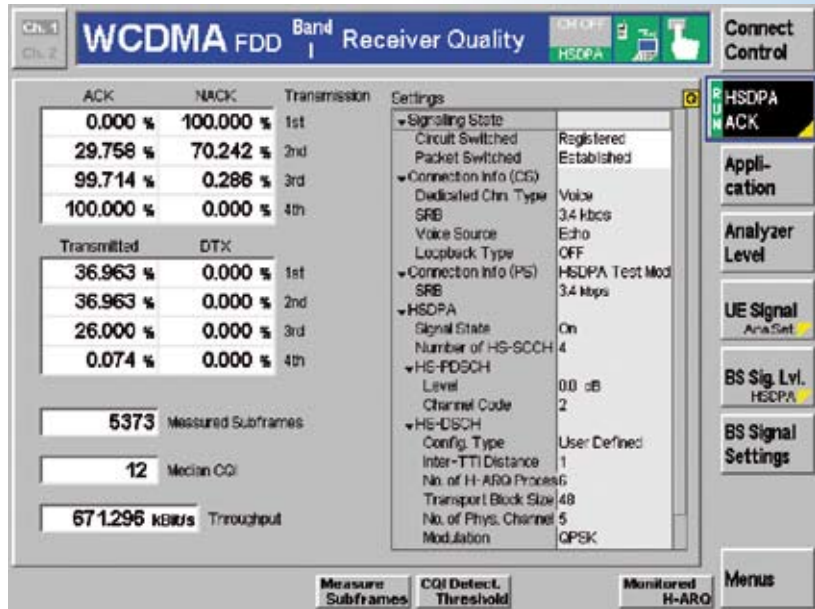 Ch. 1
Ch. 2
WCDMA FDD Band I Receiver Quality
CH OFF
HSDPA
Connect Control
ACK NACK Transmission
0.000 % 100.000 % 1st
29.758 % 70.242 % 2nd
99.714 % 0.286 % 3rd
100.000 % 0.000 % 4th
Transmitted DTX
36.963 % 0.000 % 1st
36.963 % 0.000 % 2nd
26.000 % 0.000 % 3rd
0.074 % 0.000 % 4th
5373 Measured Subframes
12 Median CQI
671.296 kBit/s Throughput
Settings
Signaling State
Circuit Switched Registered
Packet Switched Established
Connection Info (CS)
Dedicated Chn. Type Voice
SRB 3.4 kbps
Voice Source Echo
Loopback Type OFF
Connection Info (PS) HSDPA Test Mod
SRB 3.4 kbps
HSDPA
Signal State On
Number of HS-SCCH 4
HS-PDSCH
Level 0.0 dB
Channel Code 2
HS-DSCH
Config. Type User Defined
Inter-TTI Distance 1
No. of H-ARQ Proces 6
Transport Block Size 48
No. of Phys. Channel 5
Modulation QPSK
RUN
HSDPA ACK
Appli-
cation
Analyzer
Level
UE Signal
Ana.Set.
BS Sig. Lvl.
HSDPA
BS Signal
Settings
Menus
Measure
Subframes
CQI Detect.
Threshold
Monitored
H-ARQ